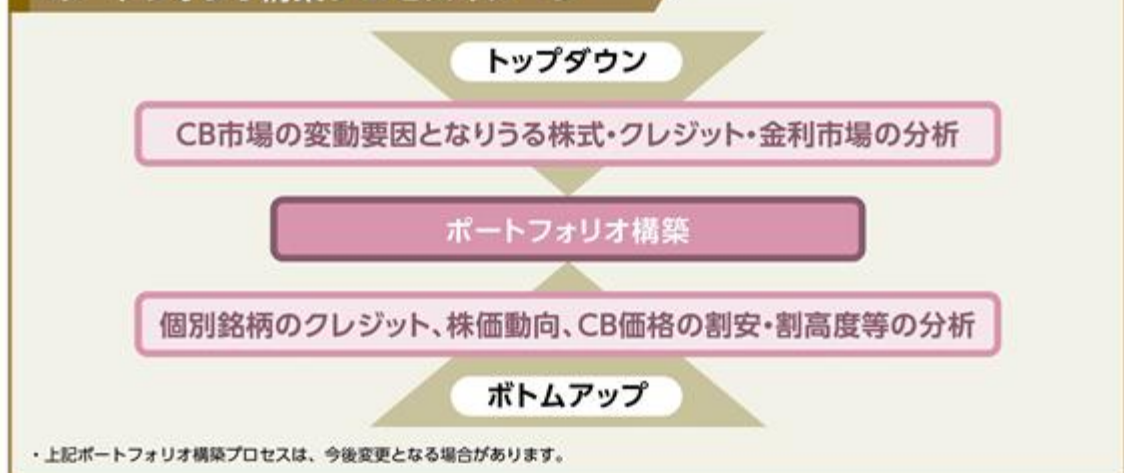 トップダウン
CB市場の変動要因となりうる株式・クレジット・金利市場の分析
ポートフォリオ構築
個別銘柄のクレジット、株価動向、CB価格の割安・割高度等の分析
ボトムアップ
・上記ポートフォリオ構築プロセスは、今後変更となる場合があります。